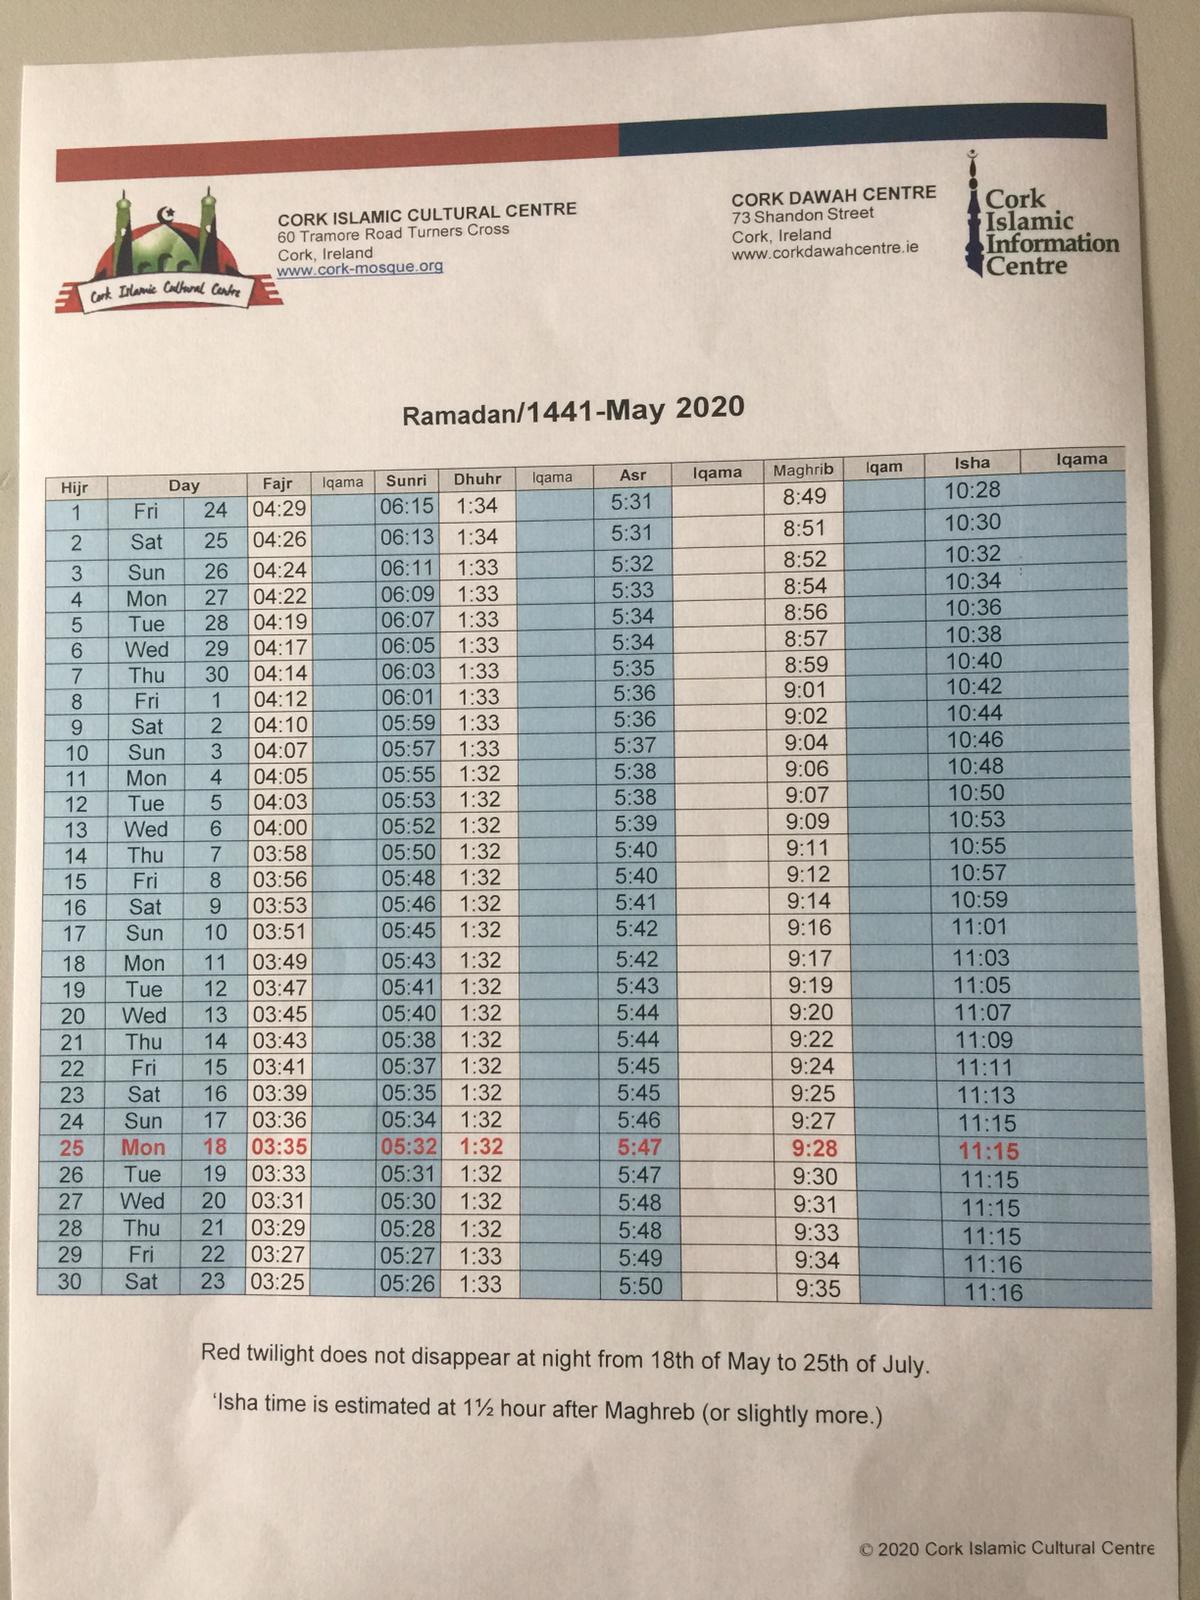 CORK ISLAMIC CULTURAL CENTRE
60 Tramore Road Turners Cross
Cork, Ireland
www.cork-mosque.org
Cork Islamic Cultural Centre
CORK DAWAH CENTRE
73 Shandon Street
Cork, Ireland
www.corkdawahcentre.ie
Cork
Islamic
Information
Centre
Ramadan/1441-May 2020
Hijr Day Fajr Iqama Sunri Dhuhr Iqama Asr Iqama Maghrib Iqam Isha Iqama
1 Fri 24 04:29 06:15 1:34 5:31 8:49 10:28
2 Sat 25 04:26 06:13 1:34 5:31 8:51 10:30
3 Sun 26 04:24 06:11 1:33 5:32 8:52 10:32
4 Mon 27 04:22 06:09 1:33 5:33 8:54 10:34
5 Tue 28 04:19 06:07 1:33 5:34 8:56 10:36
6 Wed 29 04:17 06:05 1:33 5:34 8:57 10:38
7 Thu 30 04:14 06:03 1:33 5:35 8:59 10:40
8 Fri 1 04:12 06:01 1:33 5:36 9:01 10:42
9 Sat 2 04:10 05:59 1:33 5:36 9:02 10:44
10 Sun 3 04:07 05:57 1:33 5:37 9:04 10:46
11 Mon 4 04:05 05:55 1:32 5:38 9:06 10:48
12 Tue 5 04:03 05:53 1:32 5:38 9:07 10:50
13 Wed 6 04:00 05:52 1:32 5:39 9:09 10:53
14 Thu 7 03:58 05:50 1:32 5:40 9:11 10:55
15 Fri 8 03:56 05:48 1:32 5:40 9:12 10:57
16 Sat 9 03:53 05:46 1:32 5:41 9:14 10:59
17 Sun 10 03:51 05:45 1:32 5:42 9:16 11:01
18 Mon 11 03:49 05:43 1:32 5:42 9:17 11:03
19 Tue 12 03:47 05:41 1:32 5:43 9:19 11:05
20 Wed 13 03:45 05:40 1:32 5:44 9:20 11:07
21 Thu 14 03:43 05:38 1:32 5:44 9:22 11:09
22 Fri 15 03:41 05:37 1:32 5:45 9:24 11:11
23 Sat 16 03:39 05:35 1:32 5:45 9:25 11:13
24 Sun 17 03:36 05:34 1:32 5:46 9:27 11:15
25 Mon 18 03:35 05:32 1:32 5:47 9:28 11:15
26 Tue 19 03:33 05:31 1:32 5:47 9:30 11:15
27 Wed 20 03:31 05:30 1:32 5:48 9:31 11:15
28 Thu 21 03:29 05:28 1:32 5:48 9:33 11:15
29 Fri 22 03:27 05:27 1:33 5:49 9:34 11:16
30 Sat 23 03:25 05:26 1:33 5:50 9:35 11:16
Red twilight does not disappear at night from 18th of May to 25th of July.
‘Isha time is estimated at 1½ hour after Maghreb (or slightly more.)
© 2020 Cork Islamic Cultural Centre